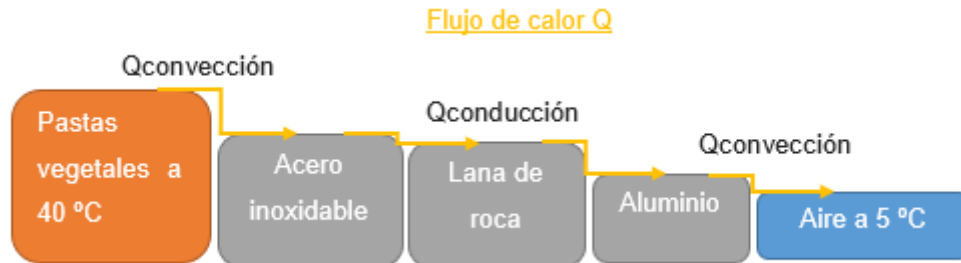 Flujo de calor Q
Qconvección
Pastas
vegetales a
40 ºC
Acero
inoxidable
Qconducción
Lana de
roca
Aluminio
Qconvección
Aire a 5 ºC